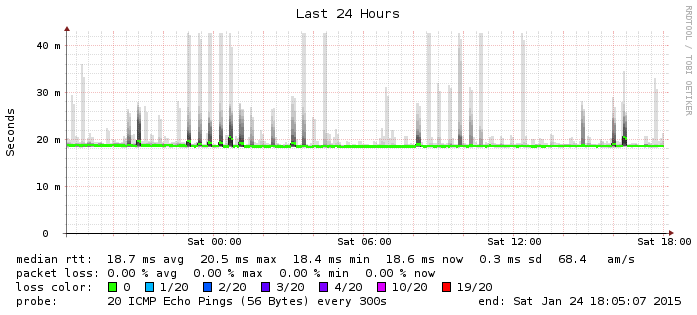 Last 24 Hours
RRDTOOL / TOBI OETIKER
Seconds
40 m
30 m
20 m
10 m
0
Sat 00:00 Sat 06:00 Sat 12:00 Sat 18:00
median rtt: 18.7 ms avg 20.5 ms max 18.4 ms min 18.6 ms now 0.3 ms sd 68.4 am/s
packet loss: 0.00 % avg 0.00 % max 0.00 % min 0.00 % now
loss color: 0 1/20 2/20 3/20 4/20 10/20 19/20
probe: 20 ICMP Echo Pings (56 Bytes) every 300s end: Sat Jan 24 18:05:07 2015